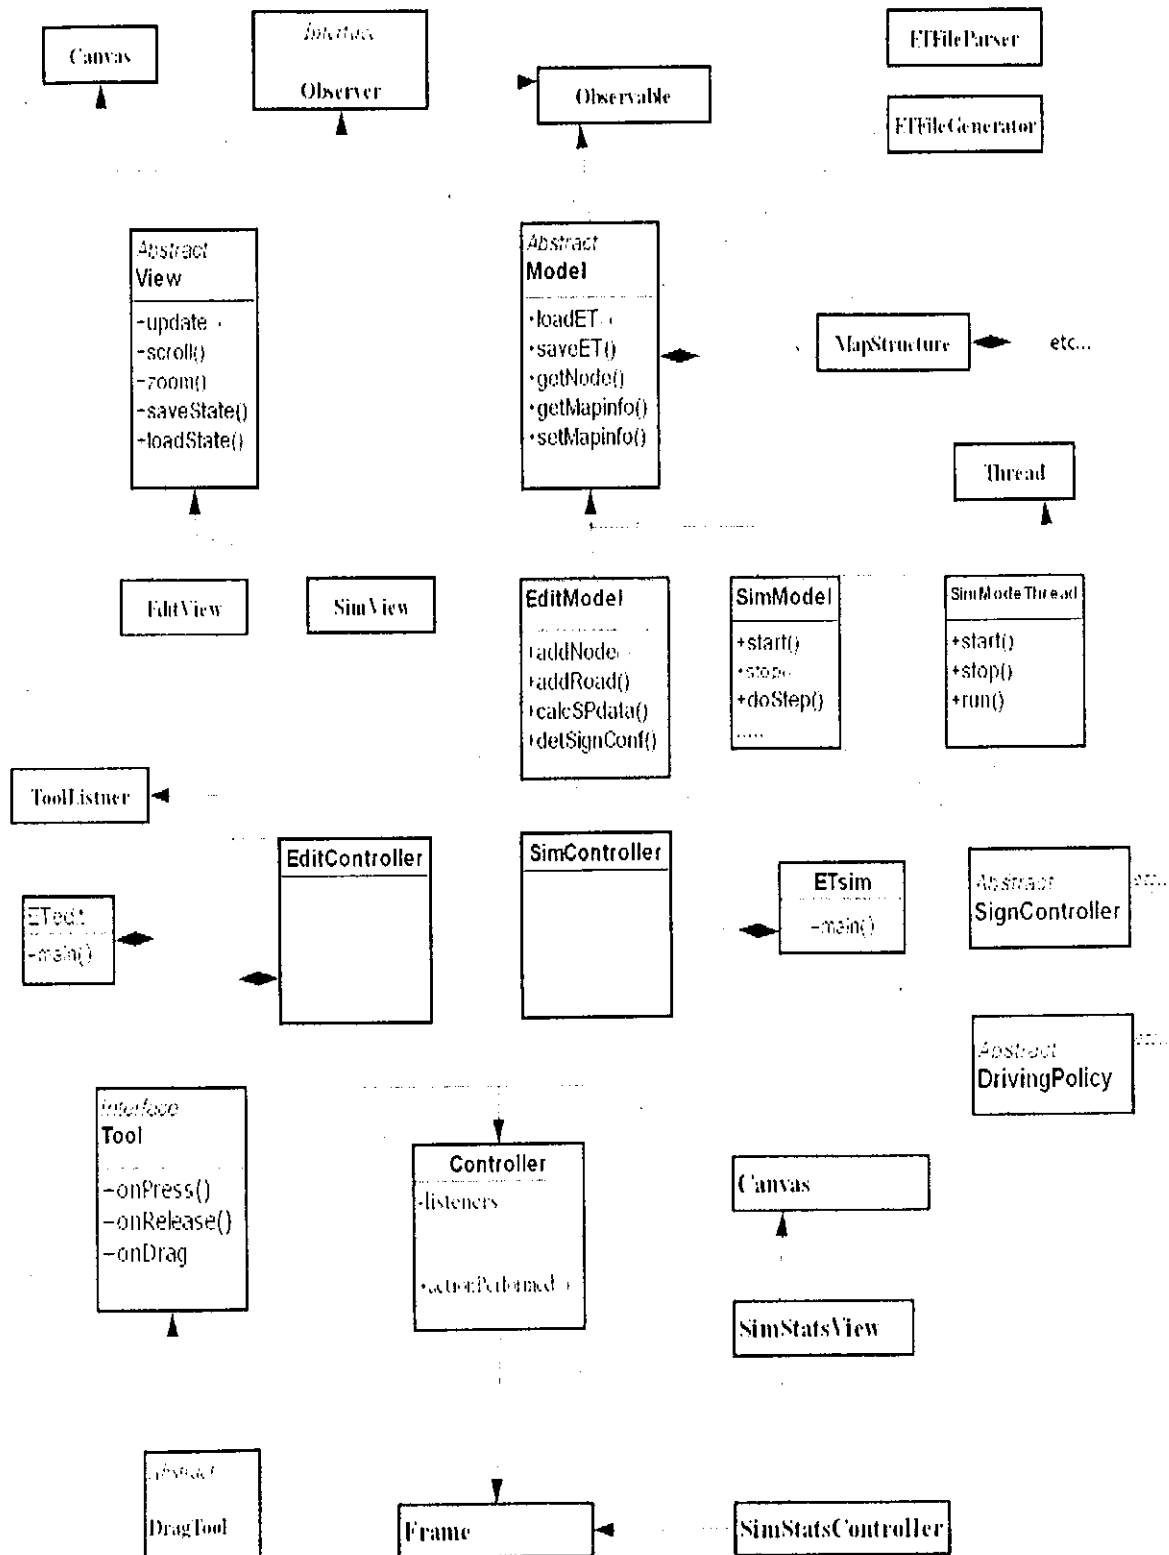 Canvas
Interface
Observer
Observable
ETFileParser
ETFileGenerator
Abstract
View
-update
-scroll()
-zoom()
-saveState()
-loadState()
Abstract
Model
•loadET
•saveET()
•getNode()
•getMapinfo()
•setMapinfo()
MapStructure
etc...
Thread
EditView
SimView
EditModel
+addNode
+addRoad()
+calcSPdata()
+detSignConf()
SimModel
+start()
+stop
+doStep()
.....
SimModeThread
+start()
+stop()
+run()
ToolListner
EditController
SimController
ETsim
-main()
Abstract
SignController
etc..
ETedit
-main()
Abstract
DrivingPolicy
etc..
Interface
Tool
-onPress()
-onRelease()
-onDrag
Controller
-listeners
•actionPerformed
Canvas
SimStatsView
Abstract
DragTool
Frame
SimStatsController